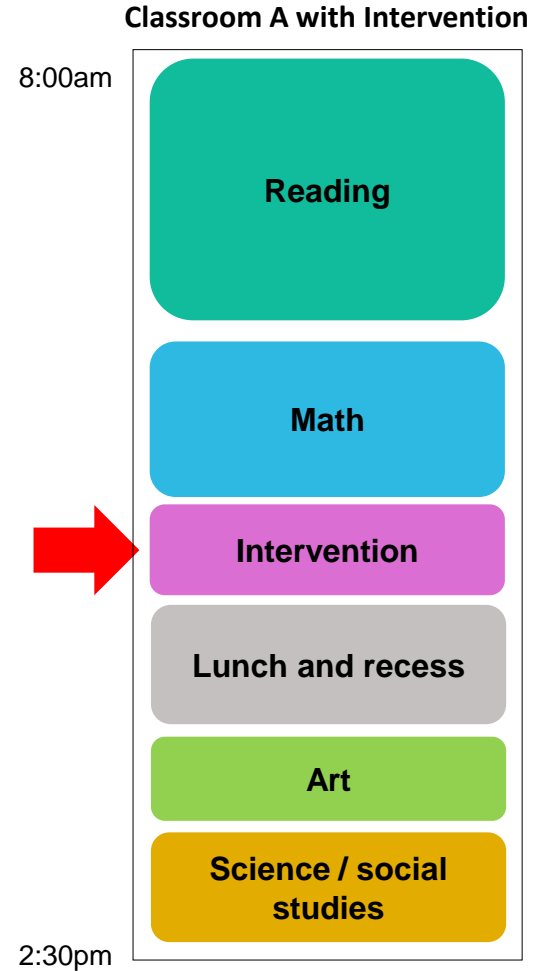 Classroom A with Intervention
8:00am
Reading
Math
Intervention
Lunch and recess
Art
Science / social
studies
2:30pm